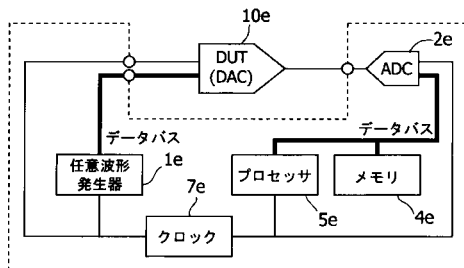 10e
DUT
(DAC)
2e
ADC
データバス
データバス
任意波形
発生器
1e
プロセッサ
5e
メモリ
4e
7e
クロック